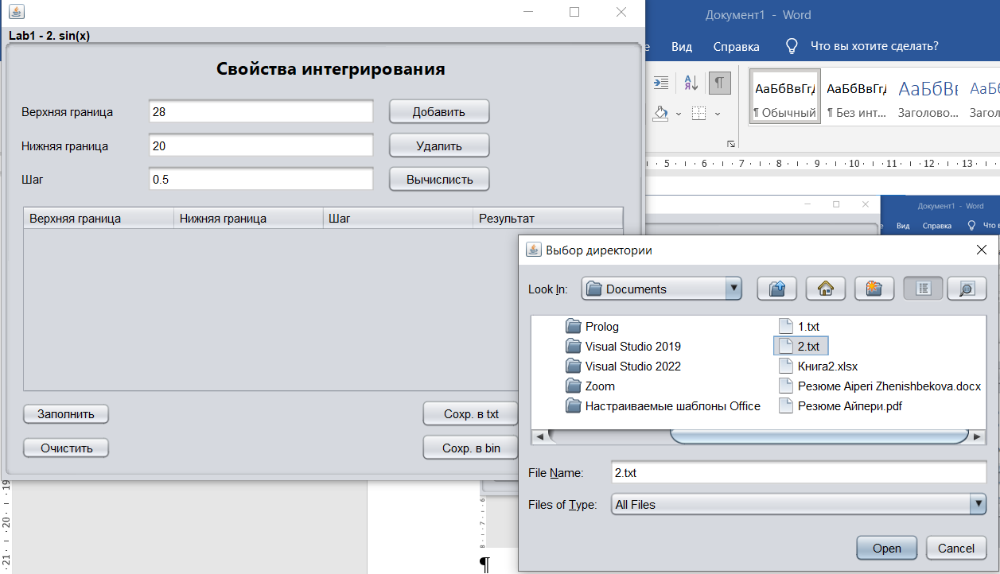 Документ1 - Word
Вид Справка Что вы хотите сделать?
АаБбВвГг, АаБбВвГг, АаБбВг АаБб
¶ Обычный ¶ Без инт... Заголово... Загол
5 6 7 8 9 10 11 12 13
Lab1 - 2. sin(x)
Свойства интегрирования
Верхняя граница 28 Добавить
Нижняя граница 20 Удалить
Шаг 0.5 Вычислисть
Верхняя граница Нижняя граница Шаг Результат
Заполнить Сохр. в txt
Очистить Сохр. в bin
Документ1 - Word
Вид Справка Что в
Выбор директории
Look In: Documents
Prolog 1.txt
Visual Studio 2019 2.txt
Visual Studio 2022 Книга2.xlsx
Zoom Резюме Aiperi Zhenishbekova.docx
Настраиваемые шаблоны Office Резюме Айпери.pdf
File Name: 2.txt
Files of Type: All Files
Open Cancel
19
20
21
¶